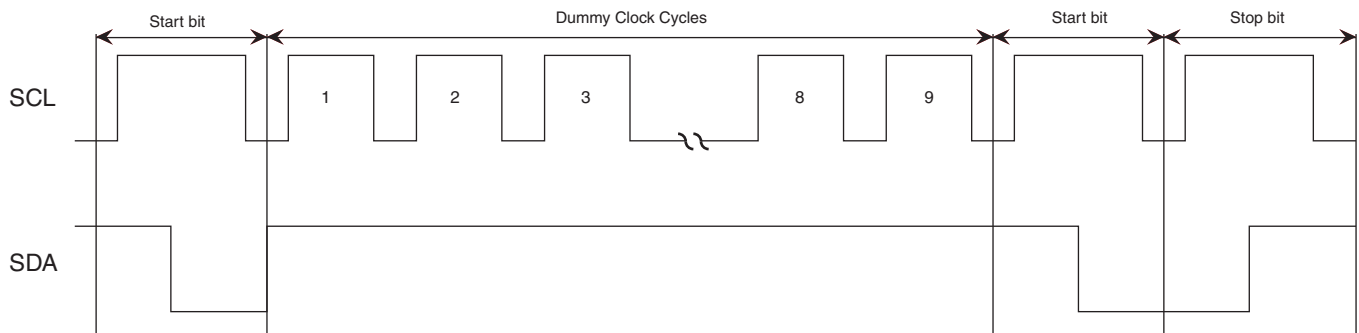 Start bit
Dummy Clock Cycles
Start bit
Stop bit
SCL
1
2
3
8
9
SDA